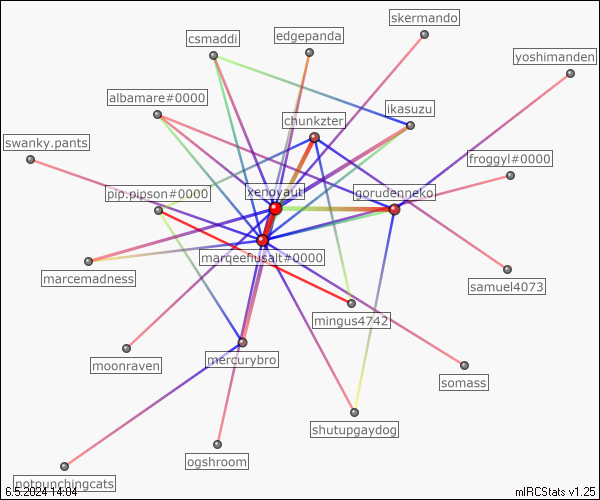 skermando
edgepanda
csmaddi
yoshimanden
albamare#0000
ikasuzu
chunkzter
swanky.pants
froggyl#0000
pip.pipson#0000
xenoyaut
gorudenneko
marqeeflusalt#0000
marcemadness
samuel4073
mingus4742
moonraven
mercurybro
somass
shutupgaydog
ogshroom
notpunchingcats
6.5.2024 14:04
mIRCStats v1.25